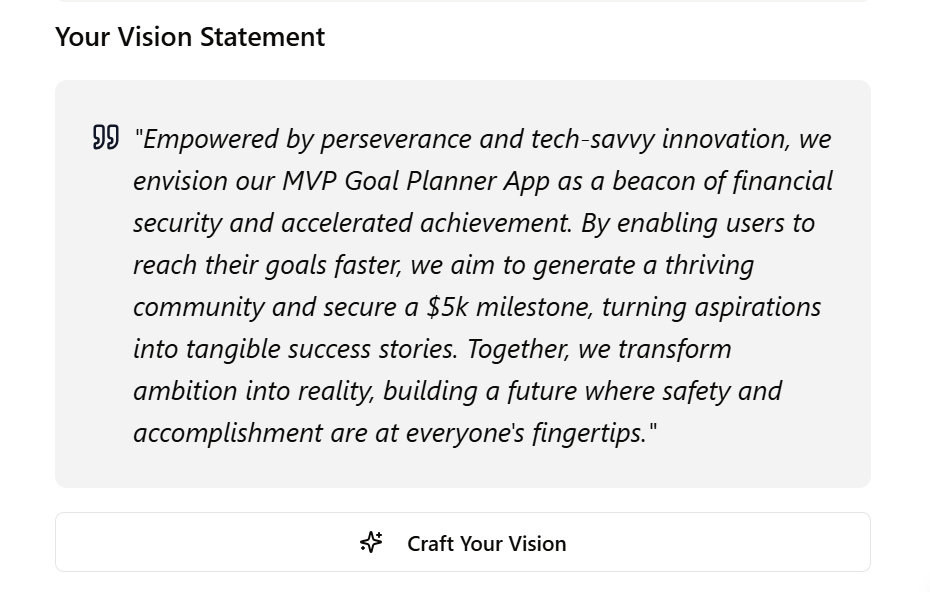 Your Vision Statement
"Empowered by perseverance and tech-savvy innovation, we
envision our MVP Goal Planner App as a beacon of financial
security and accelerated achievement. By enabling users to
reach their goals faster, we aim to generate a thriving
community and secure a $5k milestone, turning aspirations
into tangible success stories. Together, we transform
ambition into reality, building a future where safety and
accomplishment are at everyone's fingertips."
Craft Your Vision